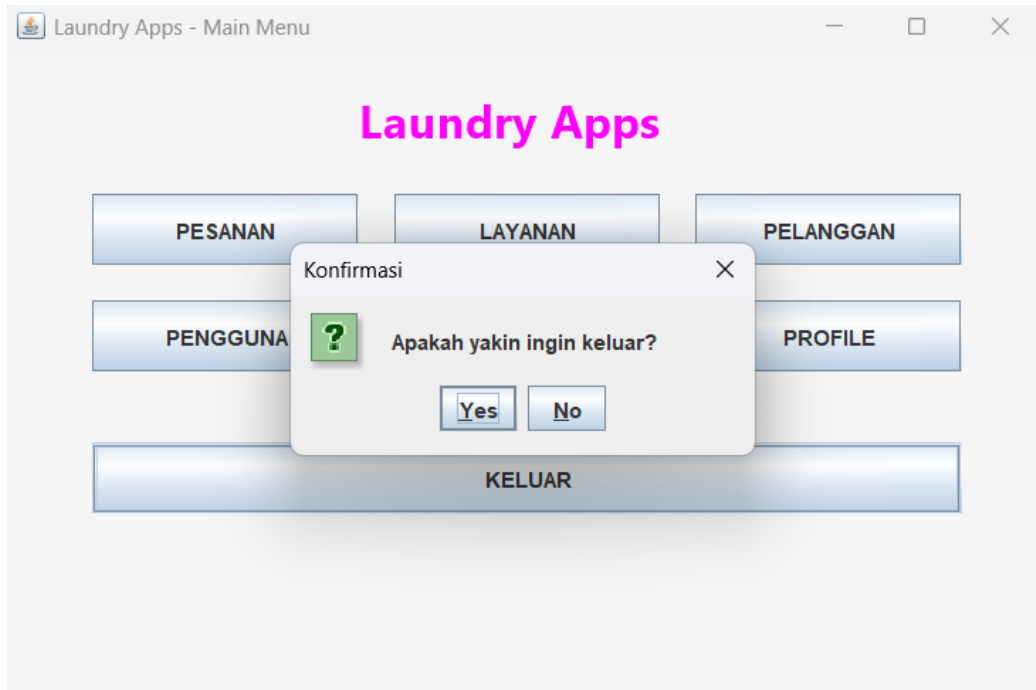 Laundry Apps - Main Menu
Laundry Apps
PESANAN
LAYANAN
PELANGGAN
Konfirmasi
PENGGUNA
PROFILE
?
Apakah yakin ingin keluar?
Yes
No
KELUAR